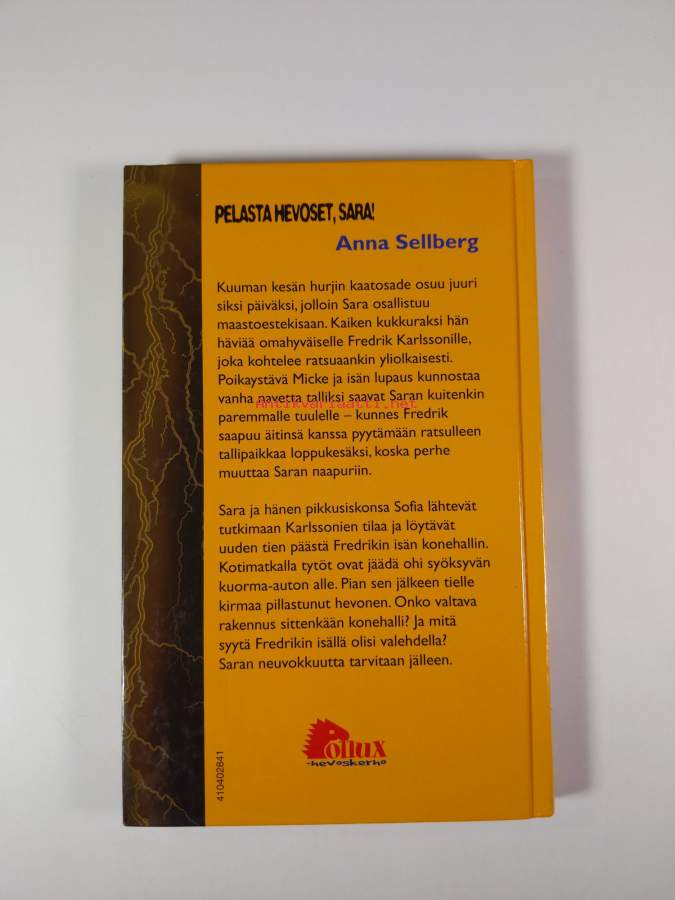 PELASTA HEVOSET, SARA!
Anna Sellberg
Kuuman kesän hurjin kaatosade osuu juuri
siksi päiväksi, jolloin Sara osallistuu
maastoestekisaan. Kaiken kukkuraksi hän
häviää omahyväiselle Fredrik Karlssonille,
joka kohtelee ratsuaankin yliolkaisesti.
Poikaystävä Micke ja isän lupaus kunnostaa
vanha navetta talliksi saavat Saran kuitenkin
Antikvariaatti.net
paremmalle tuulelle – kunnes Fredrik
saapuu äitinsä kanssa pyytämään ratsulleen
tallipaikkaa loppukesäksi, koska perhe
muuttaa Saran naapuriin.
Sara ja hänen pikkusiskonsa Sofia lähtevät
tutkimaan Karlssonien tilaa ja löytävät
uuden tien päästä Fredrikin isän konehallin.
Kotimatkalla tytöt ovat jäädä ohi syöksyvän
kuorma-auton alle. Pian sen jälkeen tielle
kirmaa pillastunut hevonen. Onko valtava
rakennus sittenkään konehalli? Ja mitä
syytä Fredrikin isällä olisi valehdella?
Saran neuvokkuutta tarvitaan jälleen.
Pollux
-hevoskerho
410402841